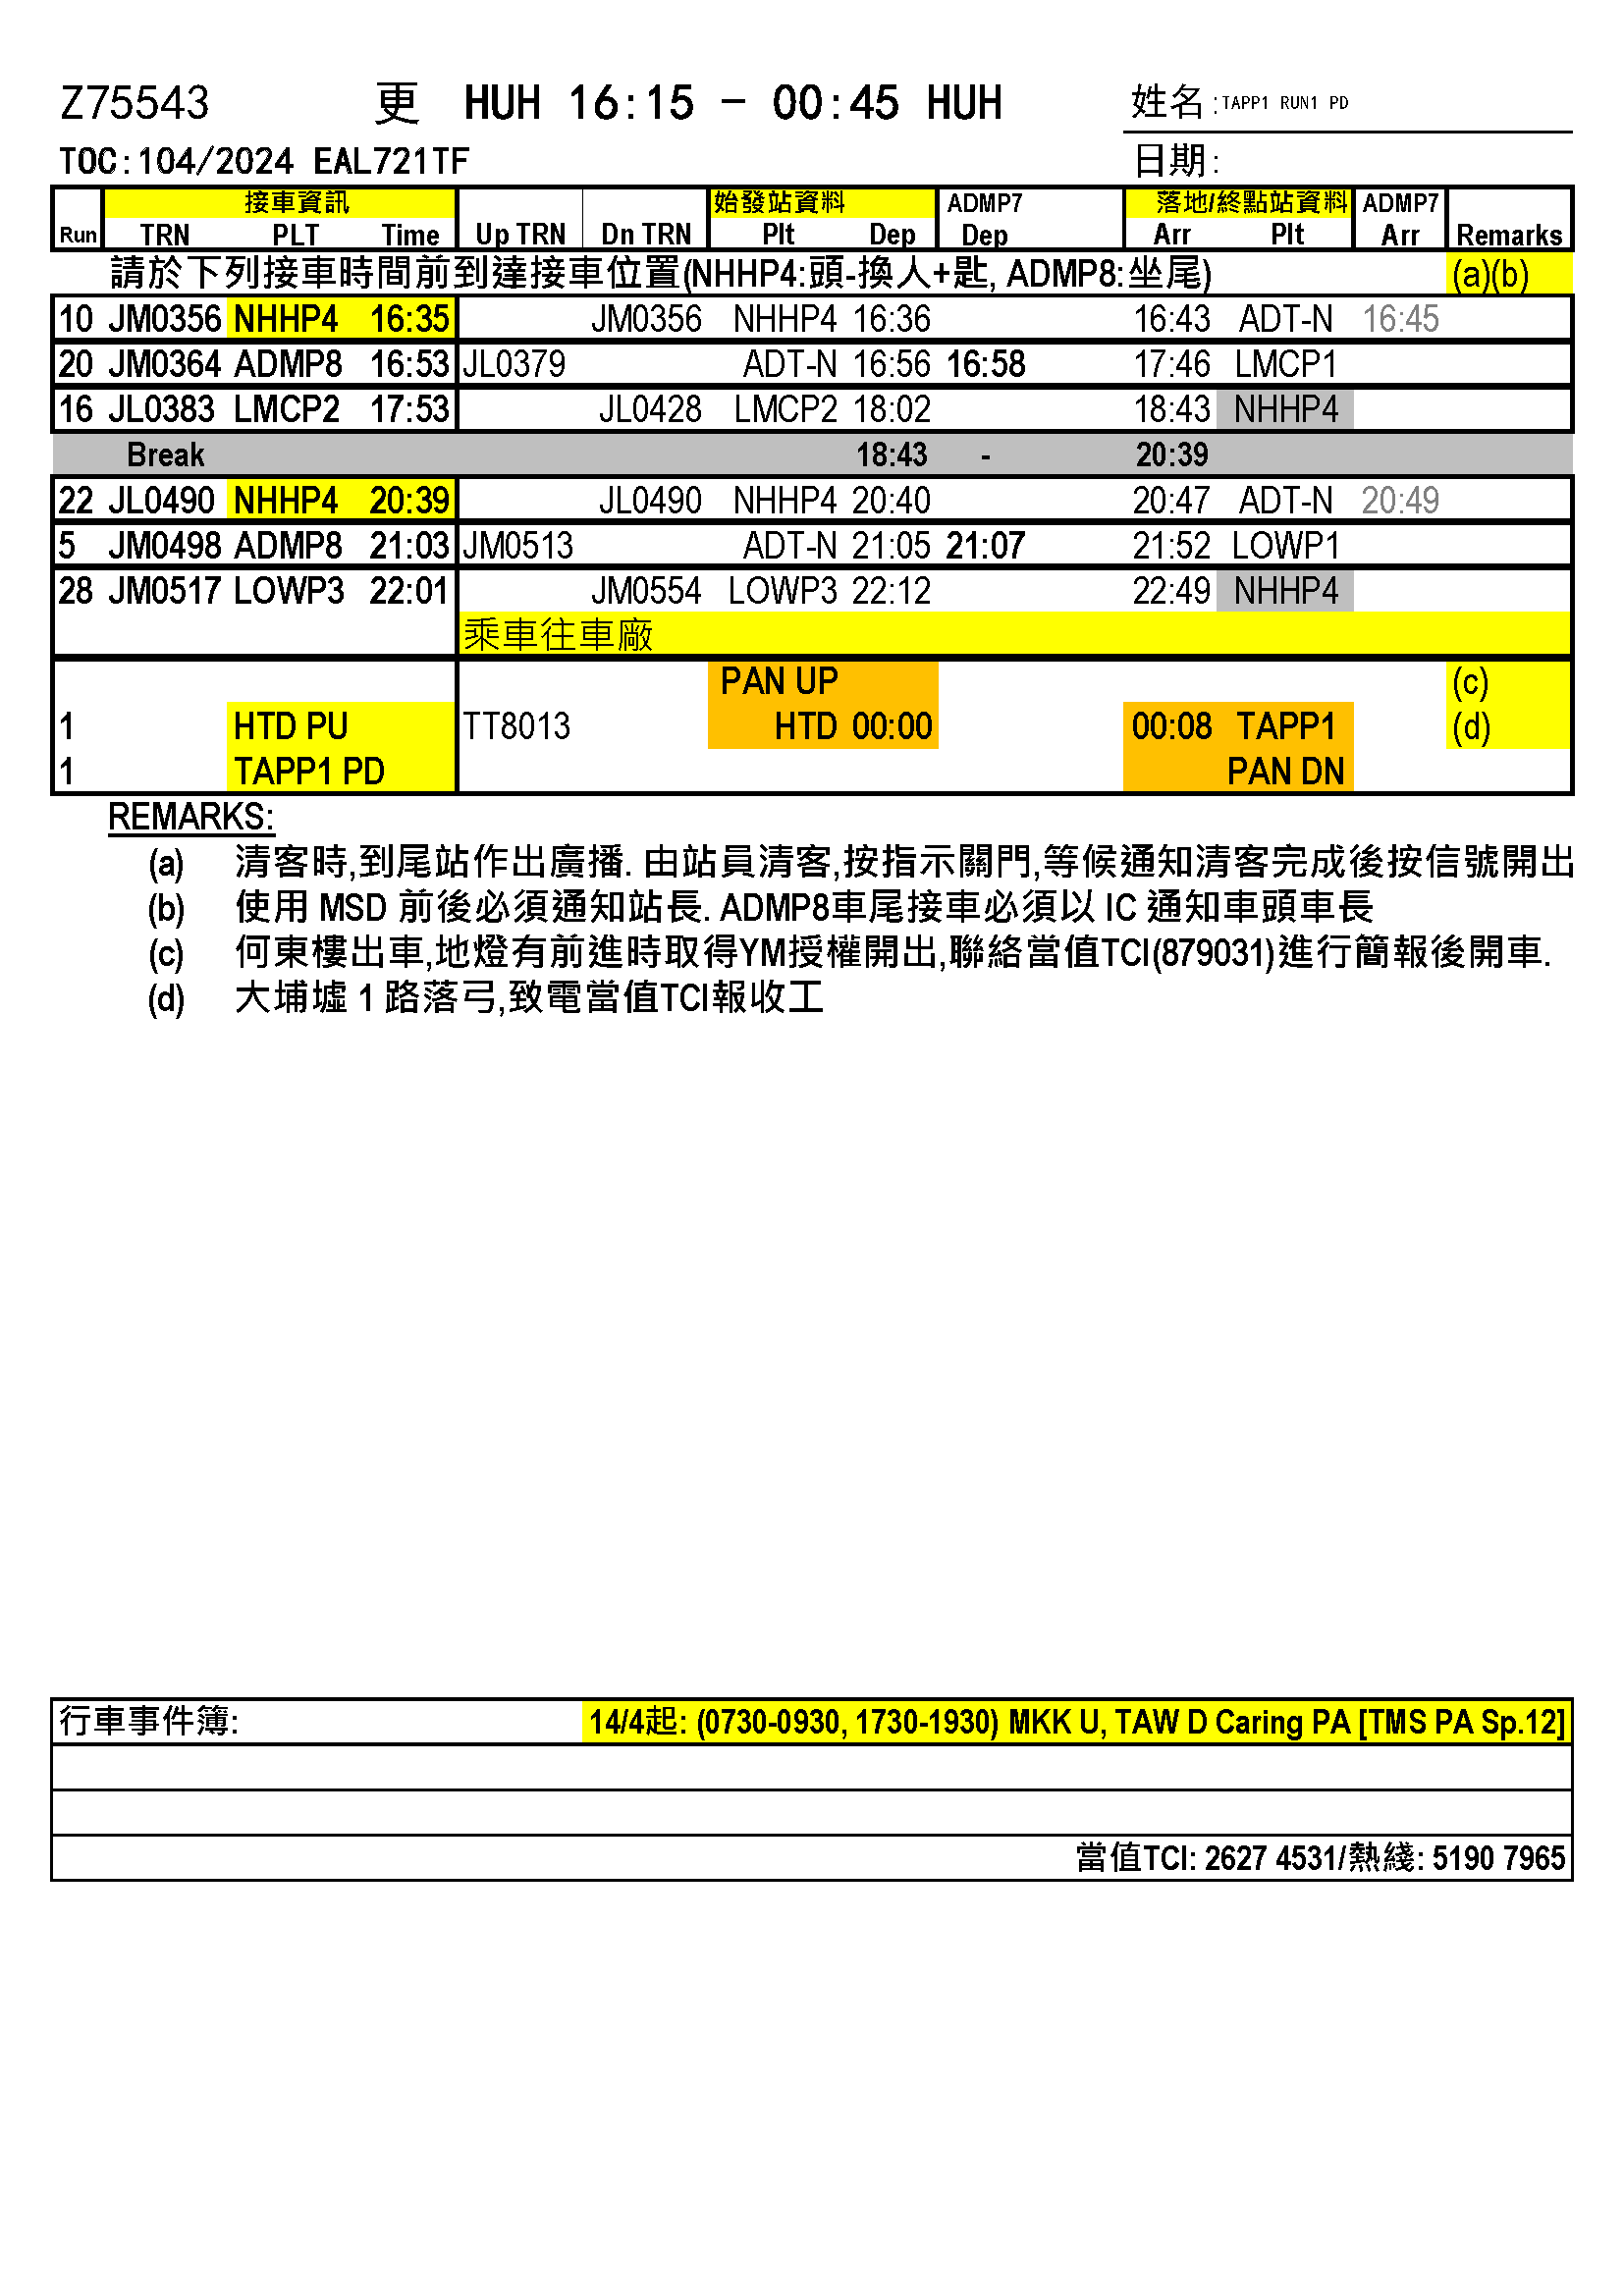 Z75543 更 HUH 16:15 - 00:45 HUH 姓名:TAPP1 RUN1 PD
TOC:104/2024 EAL721TF 日期:
接車資訊 始發站資料 ADMP7 落地/終點站資料 ADMP7
Run TRN PLT Time Up TRN Dn TRN Plt Dep Dep Arr Plt Arr Remarks
請於下列接車時間前到達接車位置(NHHP4:頭-換人+匙, ADMP8:坐尾) (a)(b)
10 JM0356 NHHP4 16:35 JM0356 NHHP4 16:36 16:43 ADT-N 16:45
20 JM0364 ADMP8 16:53 JL0379 ADT-N 16:56 16:58 17:46 LMCP1
16 JL0383 LMCP2 17:53 JL0428 LMCP2 18:02 18:43 NHHP4
Break 18:43 - 20:39
22 JL0490 NHHP4 20:39 JL0490 NHHP4 20:40 20:47 ADT-N 20:49
5 JM0498 ADMP8 21:03 JM0513 ADT-N 21:05 21:07 21:52 LOWP1
28 JM0517 LOWP3 22:01 JM0554 LOWP3 22:12 22:49 NHHP4
乘車往車廠
PAN UP (c)
1 HTD PU TT8013 HTD 00:00 00:08 TAPP1 (d)
1 TAPP1 PD PAN DN
REMARKS:
(a) 清客時,到尾站作出廣播. 由站員清客,按指示關門,等候通知清客完成後按信號開出
(b) 使用 MSD 前後必須通知站長. ADMP8車尾接車必須以 IC 通知車頭車長
(c) 何東樓出車,地燈有前進時取得YM授權開出,聯絡當值TCI(879031)進行簡報後開車.
(d) 大埔墟 1 路落弓,致電當值TCI報收工
行車事件簿: 14/4起: (0730-0930, 1730-1930) MKK U, TAW D Caring PA [TMS PA Sp.12]
當值TCI: 2627 4531/熱綫: 5190 7965